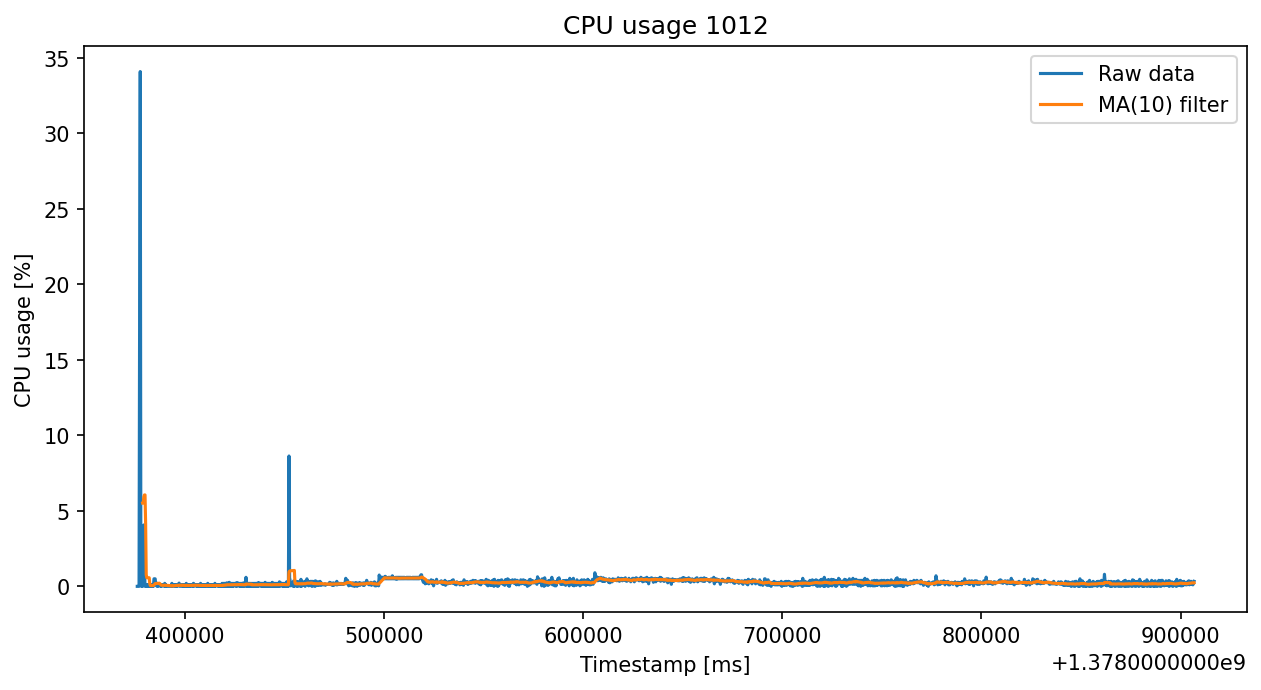 CPU usage 1012
35
30
25
20
15
10
5
0
CPU usage [%]
Raw data
MA(10) filter
400000
500000
600000
700000
800000
900000
Timestamp [ms]
+1.3780000000e9